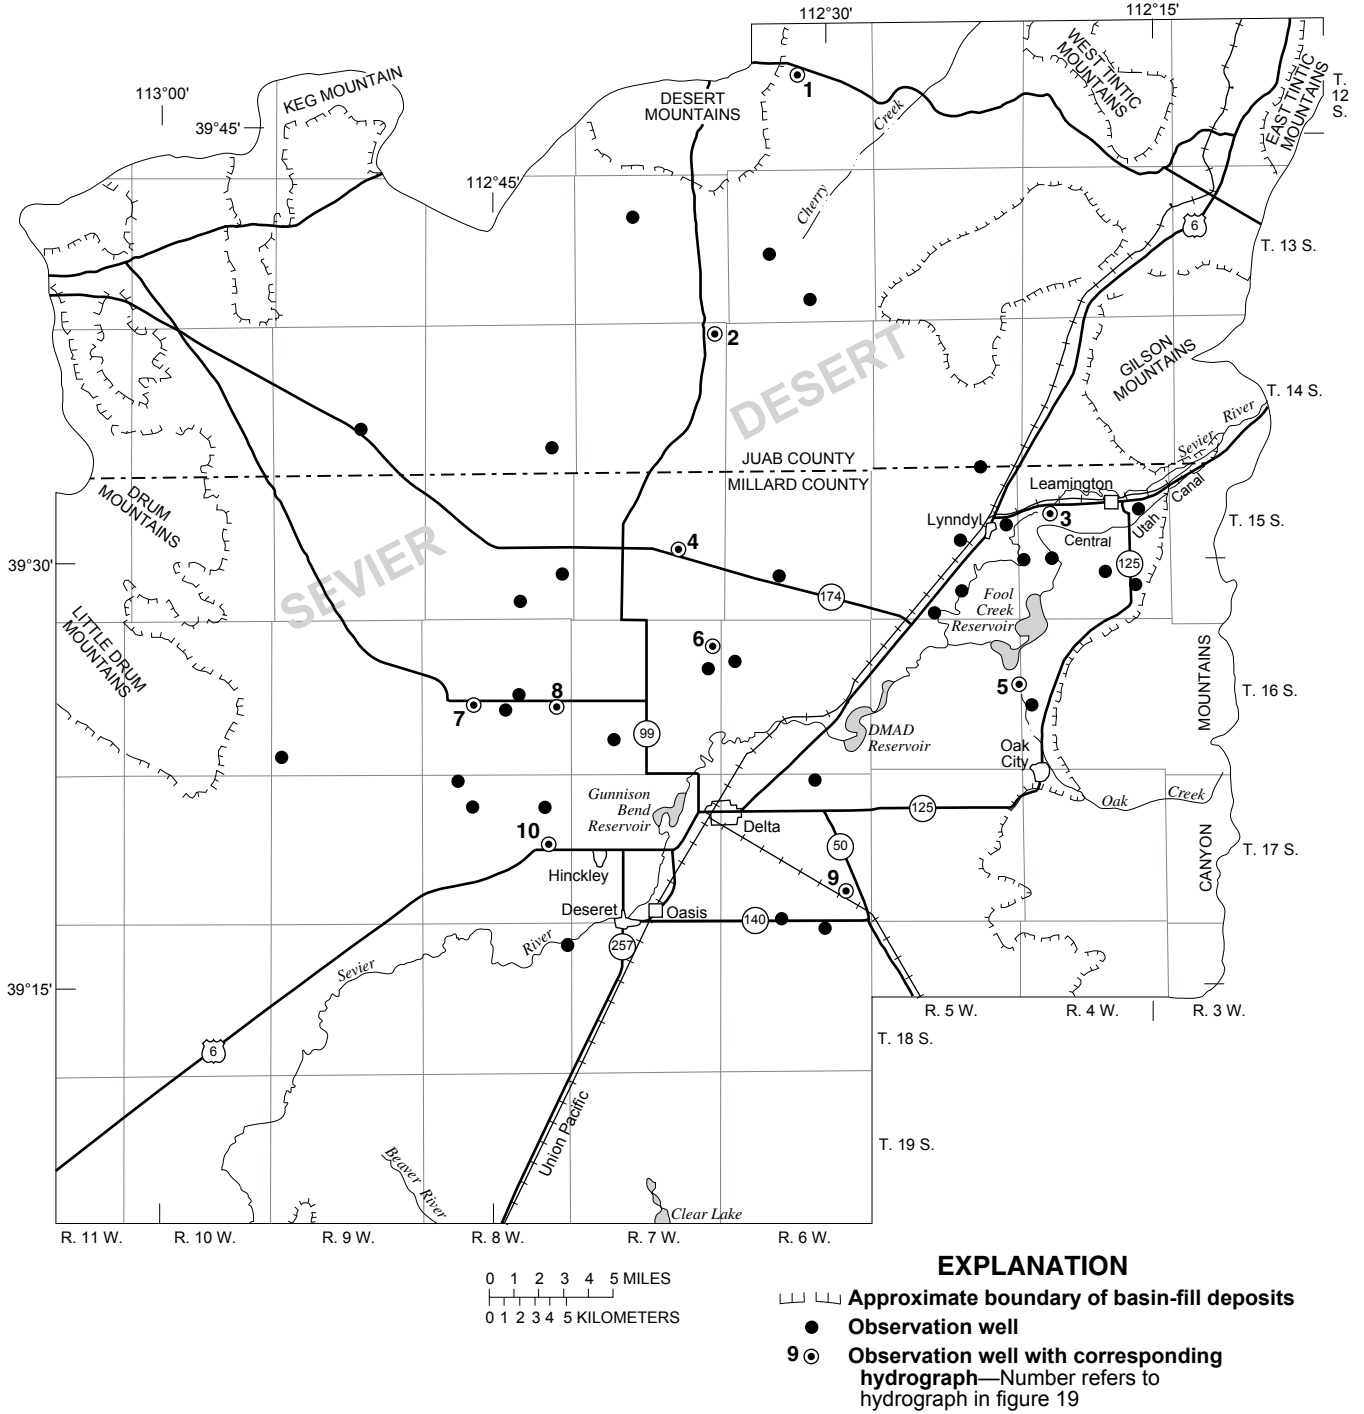 112°30'
112°15'
113°00'
39°45'
KEG MOUNTAIN
DESERT
MOUNTAINS
1
Creek
Cherry
WEST TINTIC
MOUNTAINS
EAST TINTIC
MOUNTAINS
T.
12
S.
112°45'
6
T. 13 S.
2
DESERT
GILSON
MOUNTAINS
T. 14 S.
Sevier River
JUAB COUNTY
MILLARD COUNTY
Leamington
Lynndyl
3
Central
Utah
Canal
DRUM
MOUNTAINS
T. 15 S.
39°30'
SEVIER
4
174
125
Fool
Creek
Reservoir
LITTLE DRUM
MOUNTAINS
6
5
MOUNTAINS
T. 16 S.
7
8
99
DMAD
Reservoir
Oak
City
Gunnison
Bend
Reservoir
Oak
Creek
125
Delta
10
50
T. 17 S.
CANYON
Hinckley
9
Deseret
Oasis
140
257
River
Sevier
39°15'
R. 5 W.
R. 4 W.
R. 3 W.
T. 18 S.
6
Union Pacific
T. 19 S.
Beaver River
Clear Lake
R. 11 W.
R. 10 W.
R. 9 W.
R. 8 W.
R. 7 W.
R. 6 W.
0 1 2 3 4 5 MILES
0 1 2 3 4 5 KILOMETERS
EXPLANATION
Approximate boundary of basin-fill deposits
Observation well
9 Observation well with corresponding
hydrograph—Number refers to
hydrograph in figure 19